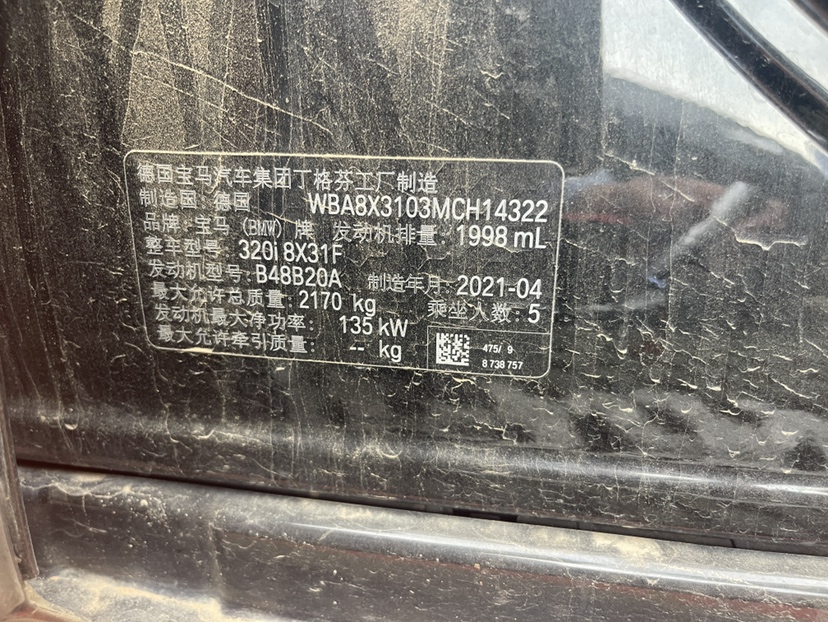 德国宝马汽车集团丁格芬工厂制造
制造国: 德国 WBA8X3103MCH14322
品牌: 宝马 (BMW) 牌 发动机排量: 1998 mL
整车型号: 320i 8X31F
发动机型号: B48B20A 制造年月: 2021-04
最大允许总质量: 2170 kg 乘坐人数: 5
发动机最大净功率: 135 kW
最大允许牵引质量: -- kg
475/ 9
8 738 757